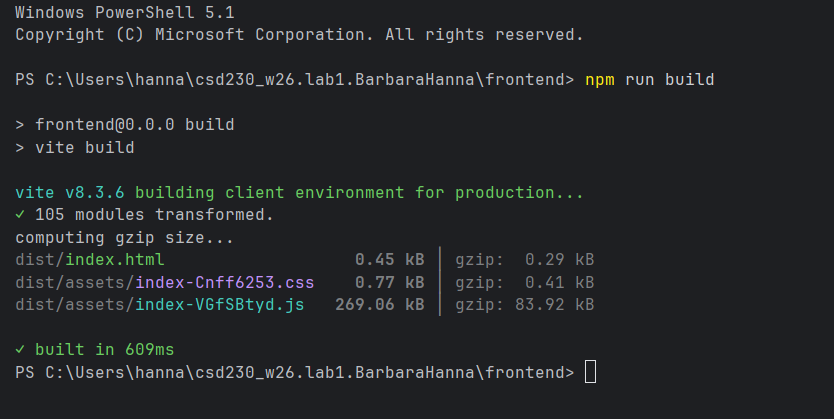 Windows PowerShell 5.1
Copyright (C) Microsoft Corporation. All rights reserved.
PS C:\Users\hanna\csd230_w26.lab1.BarbaraHanna\frontend> npm run build
> frontend@0.0.0 build
> vite build
vite v8.3.6 building client environment for production...
✓ 105 modules transformed.
computing gzip size...
dist/index.html                   0.45 kB │ gzip:  0.29 kB
dist/assets/index-Cnff6253.css    0.77 kB │ gzip:  0.41 kB
dist/assets/index-VGfSBtyd.js   269.06 kB │ gzip: 83.92 kB
✓ built in 609ms
PS C:\Users\hanna\csd230_w26.lab1.BarbaraHanna\frontend>